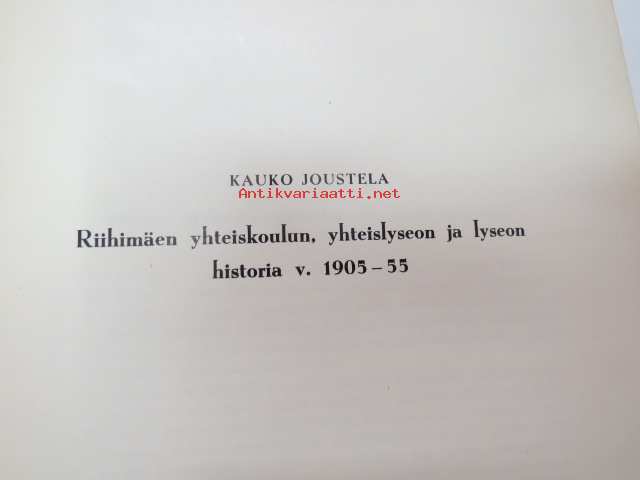 KAUKO JOUSTELA
Antikvariaatti.net
Riihimäen yhteiskoulun, yhteislyseon ja lyseon
historia v. 1905–55